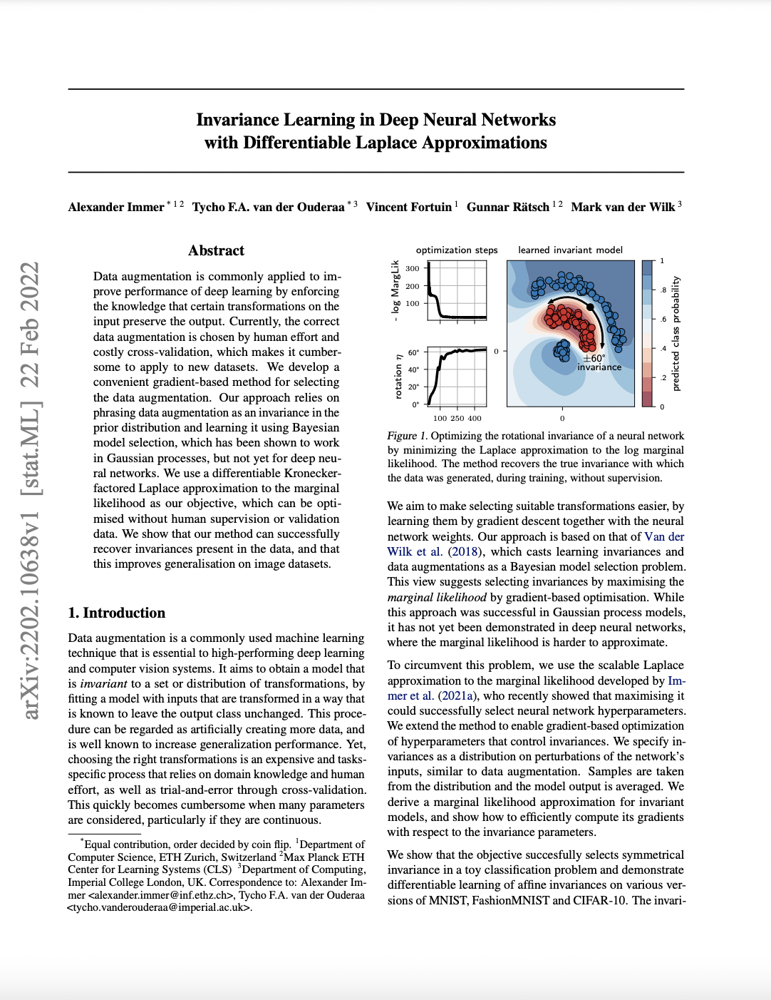 arXiv:2202.10638v1 [stat.ML] 22 Feb 2022
Invariance Learning in Deep Neural Networks
with Differentiable Laplace Approximations
Alexander Immer * 1 2 Tycho F.A. van der Ouderaa * 3 Vincent Fortuin 1 Gunnar Rätsch 1 2 Mark van der Wilk 3
Abstract
Data augmentation is commonly applied to im-
prove performance of deep learning by enforcing
the knowledge that certain transformations on the
input preserve the output. Currently, the correct
data augmentation is chosen by human effort and
costly cross-validation, which makes it cumber-
some to apply to new datasets. We develop a
convenient gradient-based method for selecting
the data augmentation. Our approach relies on
phrasing data augmentation as an invariance in the
prior distribution and learning it using Bayesian
model selection, which has been shown to work
in Gaussian processes, but not yet for deep neu-
ral networks. We use a differentiable Kronecker-
factored Laplace approximation to the marginal
likelihood as our objective, which can be opti-
mised without human supervision or validation
data. We show that our method can successfully
recover invariances present in the data, and that
this improves generalisation on image datasets.
1. Introduction
Data augmentation is a commonly used machine learning
technique that is essential to high-performing deep learning
and computer vision systems. It aims to obtain a model that
is invariant to a set or distribution of transformations, by
fitting a model with inputs that are transformed in a way that
is known to leave the output class unchanged. This proce-
dure can be regarded as artificially creating more data, and
is well known to increase generalization performance. Yet,
choosing the right transformations is an expensive and tasks-
specific process that relies on domain knowledge and human
effort, as well as trial-and-error through cross-validation.
This quickly becomes cumbersome when many parameters
are considered, particularly if they are continuous.
*Equal contribution, order decided by coin flip. 1Department of
Computer Science, ETH Zurich, Switzerland 2Max Planck ETH
Center for Learning Systems (CLS) 3Department of Computing,
Imperial College London, UK. Correspondence to: Alexander Im-
mer <alexander.immer@inf.ethz.ch>, Tycho F.A. van der Ouderaa
<tycho.vanderouderaa@imperial.ac.uk>.
optimization steps
- log MargLik
300
200
100
rotation η
60°
40°
20°
0°
100 250 400
learned invariant model
0
±60°
invariance
0
1
.8
.6
.4
.2
0
predicted class probability
Figure 1. Optimizing the rotational invariance of a neural network
by minimizing the Laplace approximation to the log marginal
likelihood. The method recovers the true invariance with which
the data was generated, during training, without supervision.
We aim to make selecting suitable transformations easier, by
learning them by gradient descent together with the neural
network weights. Our approach is based on that of Van der
Wilk et al. (2018), which casts learning invariances and
data augmentations as a Bayesian model selection problem.
This view suggests selecting invariances by maximising the
marginal likelihood by gradient-based optimisation. While
this approach was successful in Gaussian process models,
it has not yet been demonstrated in deep neural networks,
where the marginal likelihood is harder to approximate.
To circumvent this problem, we use the scalable Laplace
approximation to the marginal likelihood developed by Im-
mer et al. (2021a), who recently showed that maximising it
could successfully select neural network hyperparameters.
We extend the method to enable gradient-based optimization
of hyperparameters that control invariances. We specify in-
variances as a distribution on perturbations of the network's
inputs, similar to data augmentation. Samples are taken
from the distribution and the model output is averaged. We
derive a marginal likelihood approximation for invariant
models, and show how to efficiently compute its gradients
with respect to the invariance parameters.
We show that the objective succesfully selects symmetrical
invariance in a toy classification problem and demonstrate
differentiable learning of affine invariances on various ver-
sions of MNIST, FashionMNIST and CIFAR-10. The invari-